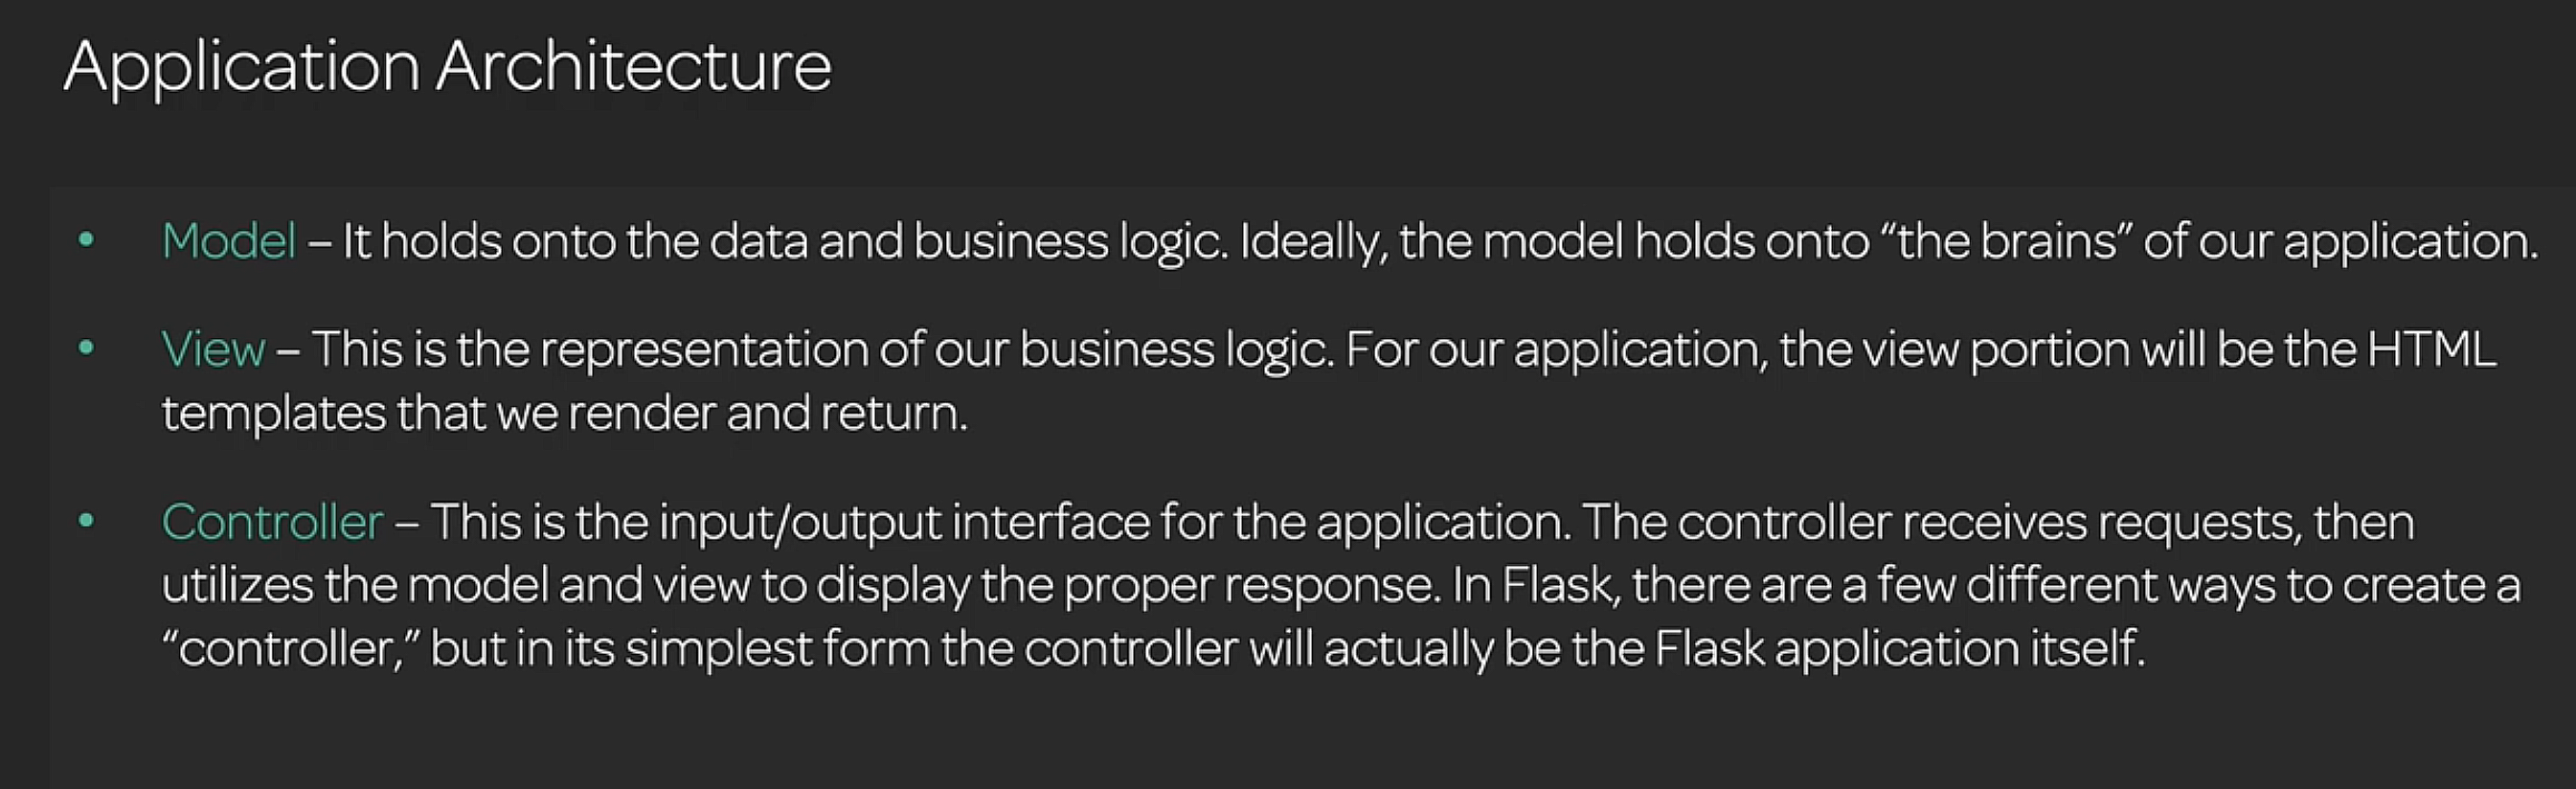 Application Architecture
• Model – It holds onto the data and business logic. Ideally, the model holds onto “the brains” of our application.
• View – This is the representation of our business logic. For our application, the view portion will be the HTML
templates that we render and return.
• Controller – This is the input/output interface for the application. The controller receives requests, then
utilizes the model and view to display the proper response. In Flask, there are a few different ways to create a
“controller,” but in its simplest form the controller will actually be the Flask application itself.